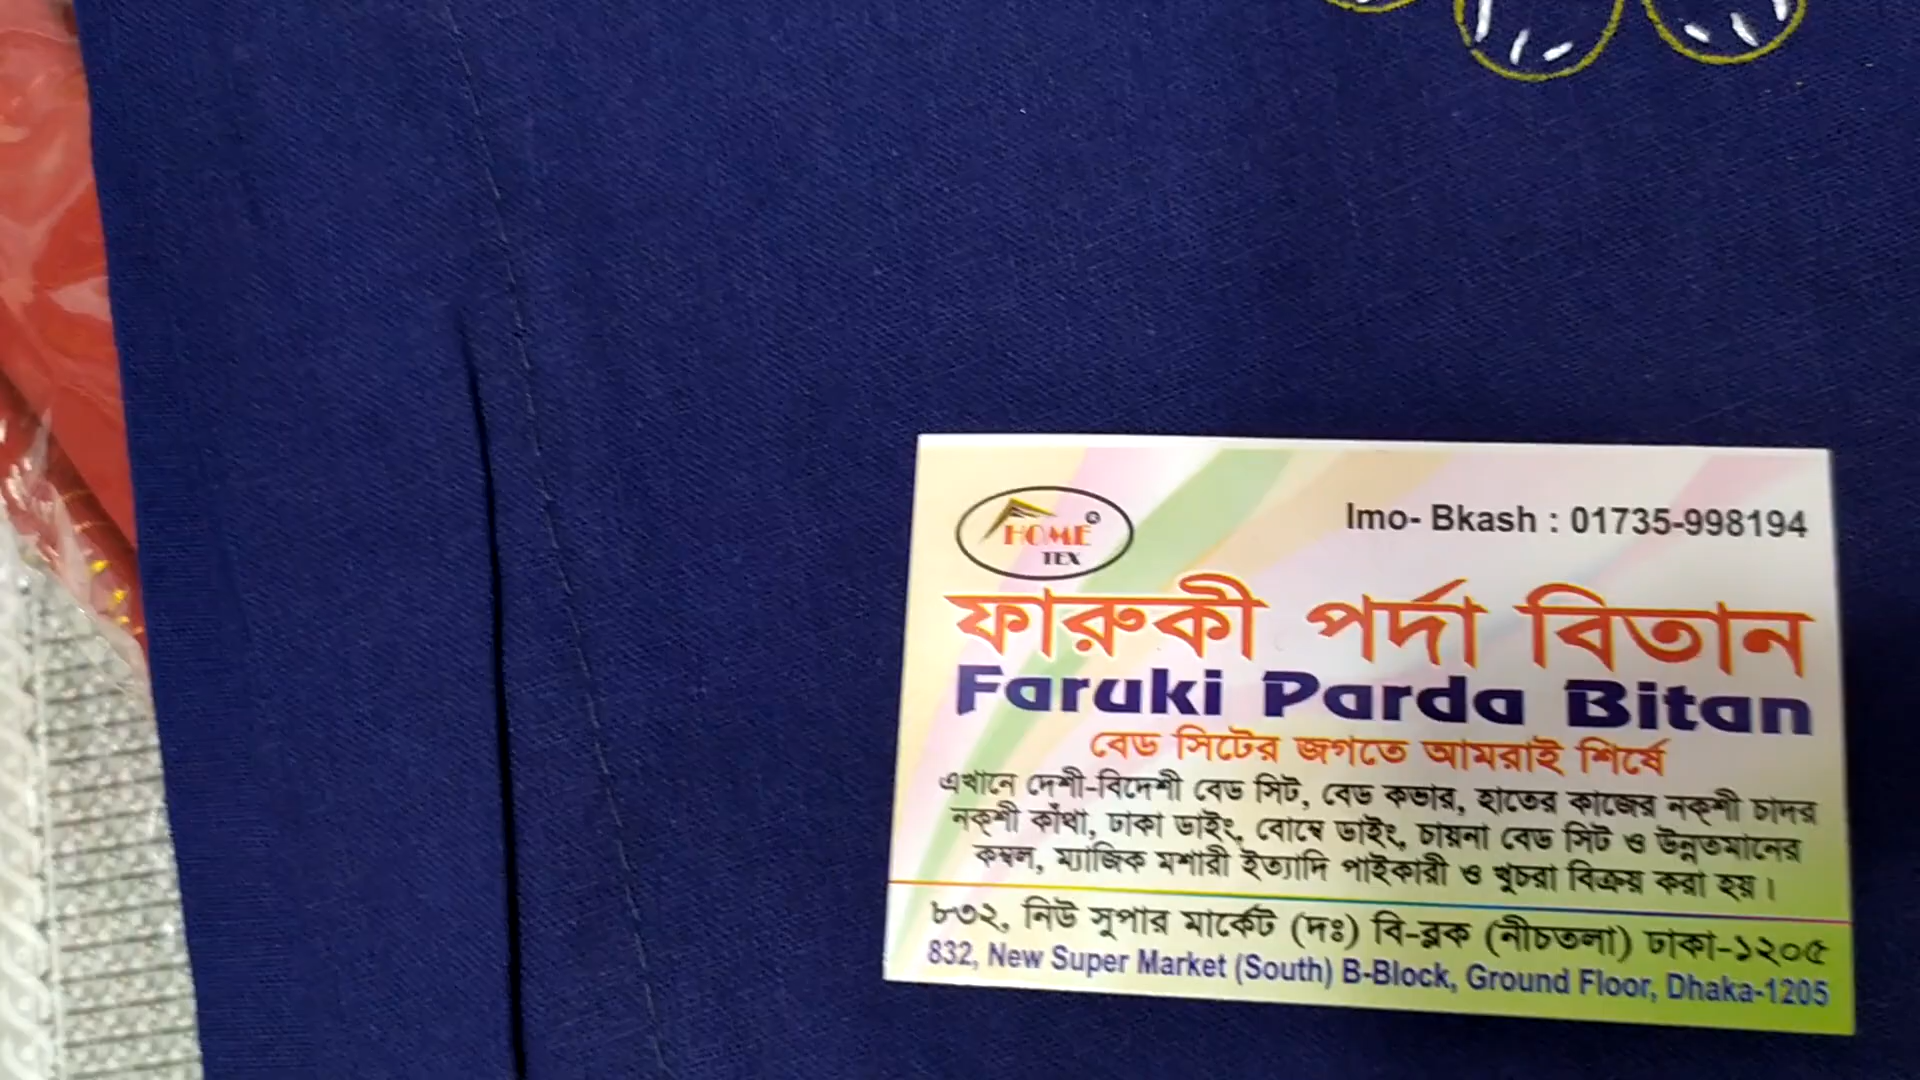 HOME
TEX
Imo- Bkash : 01735-998194
ফারুকী পর্দা বিতান
Faruki Parda Bitan
বেড সিটের জগতে আমরাই শির্ষে
এখানে দেশী-বিদেশী বেড সিট, বেড কভার, হাতের কাজের নক্‌শী চাদর
নক্‌শী কাঁথা, ঢাকা ডাইং, বোম্বে ডাইং, চায়না বেড সিট ও উন্নতমানের
কম্বল, ম্যাজিক মশারী ইত্যাদি পাইকারী ও খুচরা বিক্রয় করা হয়।
৮৩২, নিউ সুপার মার্কেট (দঃ) বি-ব্লক (নীচতলা) ঢাকা-১২০৫
832, New Super Market (South) B-Block, Ground Floor, Dhaka-1205